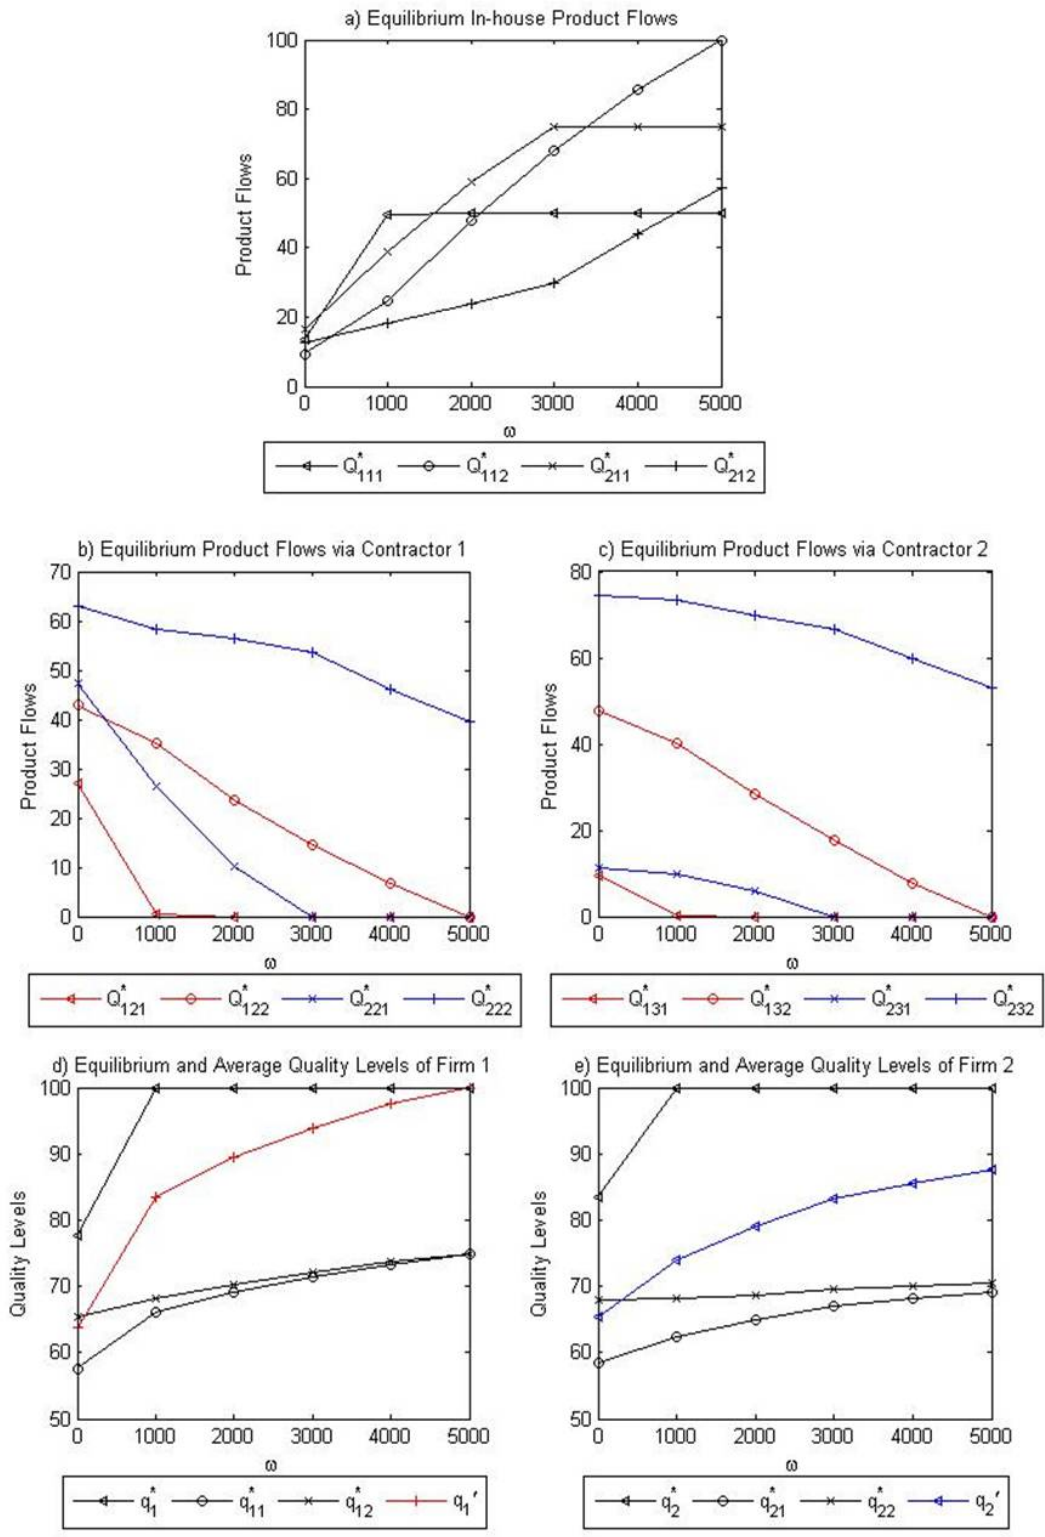 a) Equilibrium In-house Product Flows
100
80
60
40
20
0
Product Flows
0 1000 2000 3000 4000 5000
ω
Q*111 Q*112 Q*211 Q*212
b) Equilibrium Product Flows via Contractor 1
70
60
50
40
30
20
10
0
Product Flows
0 1000 2000 3000 4000 5000
ω
Q*121 Q*122 Q*221 Q*222
c) Equilibrium Product Flows via Contractor 2
80
60
40
20
0
Product Flows
0 1000 2000 3000 4000 5000
ω
Q*131 Q*132 Q*231 Q*232
d) Equilibrium and Average Quality Levels of Firm 1
100
90
80
70
60
50
Quality Levels
0 1000 2000 3000 4000 5000
ω
q*1 q*11 q*12 q1′
e) Equilibrium and Average Quality Levels of Firm 2
100
90
80
70
60
50
Quality Levels
0 1000 2000 3000 4000 5000
ω
q*2 q*21 q*22 q2′